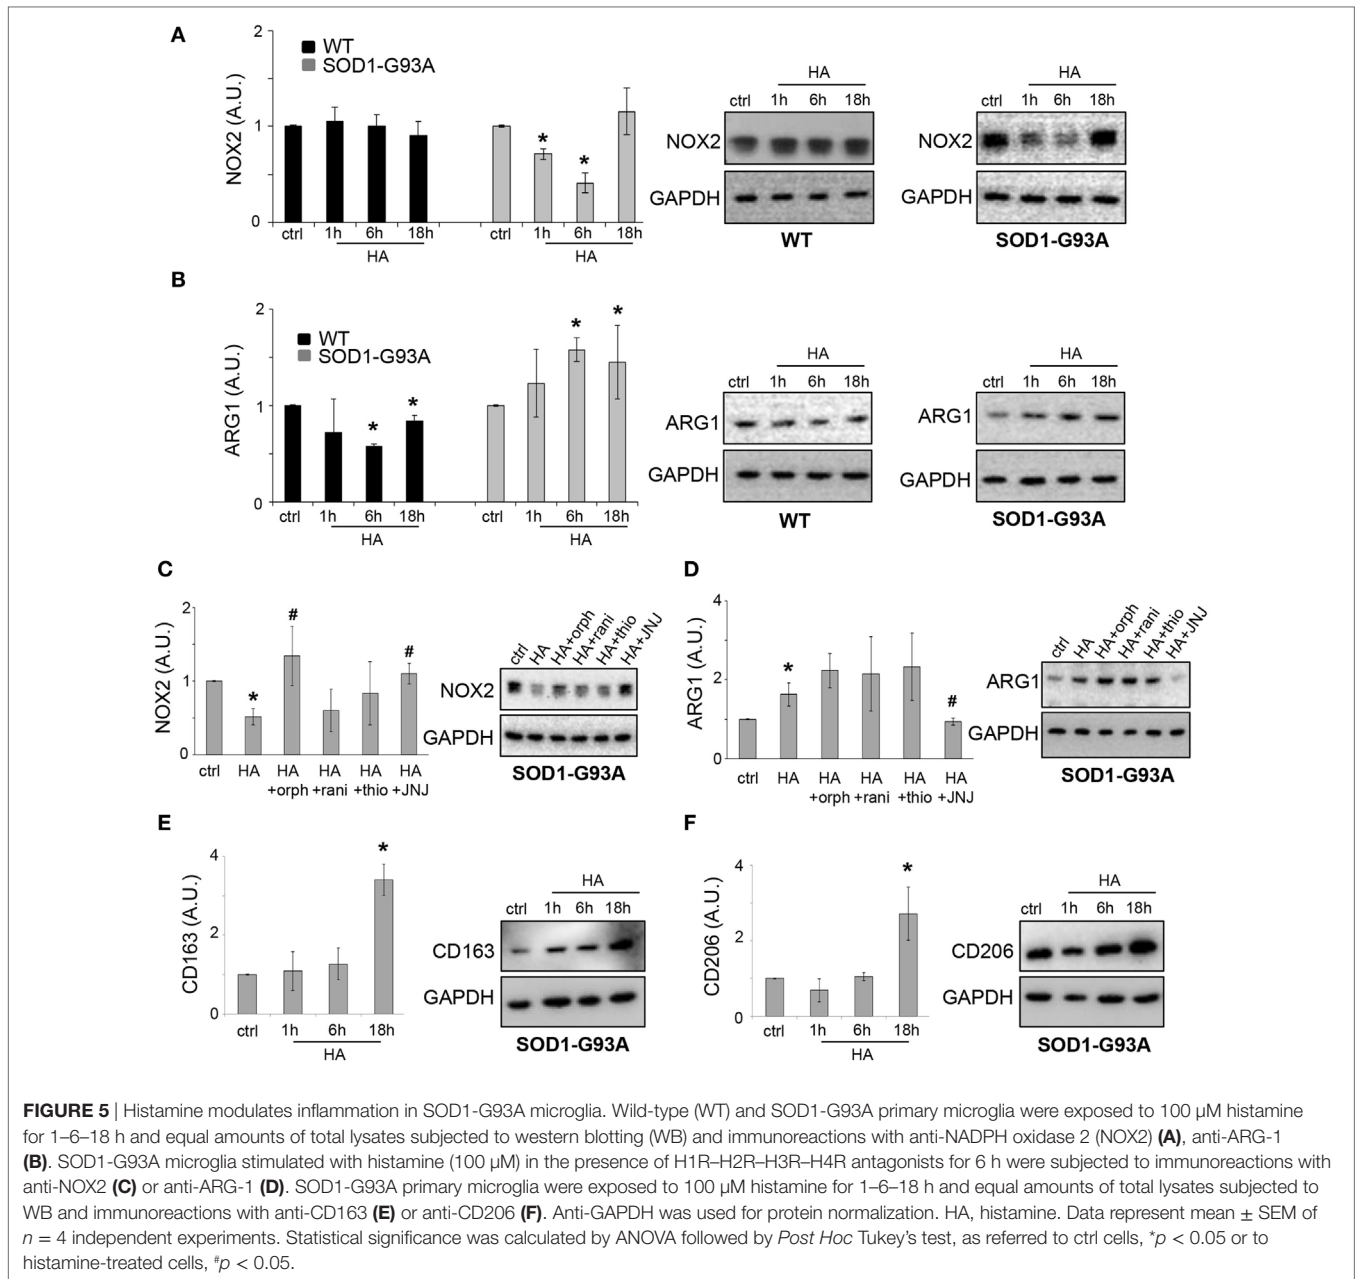 A
2
WT
SOD1-G93A
NOX2 (A.U.)
1
0
ctrl 1h 6h 18h ctrl 1h 6h 18h
HA HA
* *
HA
ctrl 1h 6h 18h
NOX2
GAPDH
WT
HA
ctrl 1h 6h 18h
NOX2
GAPDH
SOD1-G93A
B
2
WT
SOD1-G93A
ARG1 (A.U.)
1
0
* * * *
ctrl 1h 6h 18h ctrl 1h 6h 18h
HA HA
HA
ctrl 1h 6h 18h
ARG1
GAPDH
WT
HA
ctrl 1h 6h 18h
ARG1
GAPDH
SOD1-G93A
C
2
NOX2 (A.U.)
1
0
* # #
ctrl HA HA HA HA HA
+orph +rani +thio +JNJ
ctrl HA HA+orph HA+rani HA+thio HA+JNJ
NOX2
GAPDH
SOD1-G93A
D
4
ARG1 (A.U.)
2
0
* #
ctrl HA HA HA HA HA
+orph +rani +thio +JNJ
ctrl HA HA+orph HA+rani HA+thio HA+JNJ
ARG1
GAPDH
SOD1-G93A
E
4
CD163 (A.U.)
2
0
*
ctrl 1h 6h 18h
HA
HA
ctrl 1h 6h 18h
CD163
GAPDH
SOD1-G93A
F
4
CD206 (A.U.)
2
0
*
ctrl 1h 6h 18h
HA
HA
ctrl 1h 6h 18h
CD206
GAPDH
SOD1-G93A
FIGURE 5 | Histamine modulates inflammation in SOD1-G93A microglia. Wild-type (WT) and SOD1-G93A primary microglia were exposed to 100 µM histamine
for 1–6–18 h and equal amounts of total lysates subjected to western blotting (WB) and immunoreactions with anti-NADPH oxidase 2 (NOX2) (A), anti-ARG-1
(B). SOD1-G93A microglia stimulated with histamine (100 µM) in the presence of H1R–H2R–H3R–H4R antagonists for 6 h were subjected to immunoreactions with
anti-NOX2 (C) or anti-ARG-1 (D). SOD1-G93A primary microglia were exposed to 100 µM histamine for 1–6–18 h and equal amounts of total lysates subjected to
WB and immunoreactions with anti-CD163 (E) or anti-CD206 (F). Anti-GAPDH was used for protein normalization. HA, histamine. Data represent mean ± SEM of
n = 4 independent experiments. Statistical significance was calculated by ANOVA followed by Post Hoc Tukey's test, as referred to ctrl cells, *p < 0.05 or to
histamine-treated cells, #p < 0.05.